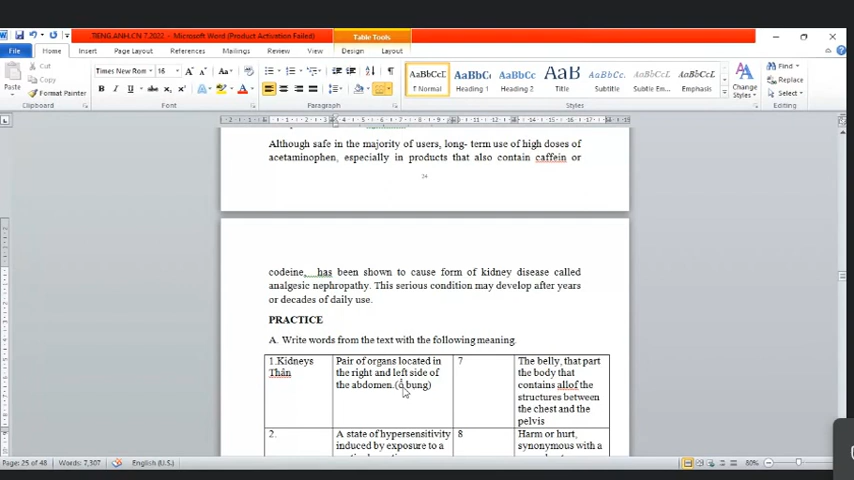 TIENG.ANH.CN 7.2022 - Microsoft Word (Product Activation Failed)
Table Tools
File Home Insert Page Layout References Mailings Review View Design Layout
Paste
Cut
Copy
Format Painter
Clipboard
Times New Rom 16
Font
Paragraph
AaBbCcI AaBbCı AaBbCc AaB AaBbCc. AaBbCcL AaBbCcL
¶ Normal Heading 1 Heading 2 Title Subtitle Subtle Em... Emphasis
Change Styles
Styles
Find
Replace
Select
Editing
Although safe in the majority of users, long- term use of high doses of
acetaminophen, especially in products that also contain caffein or
24
codeine, has been shown to cause form of kidney disease called
analgesic nephropathy. This serious condition may develop after years
or decades of daily use.
PRACTICE
A. Write words from the text with the following meaning.
1.Kidneys
Thân
Pair of organs located in
the right and left side of
the abdomen.(ổ bung)
7
The belly, that part
the body that
contains allof the
structures between
the chest and the
pelvis
2.
A state of hypersensitivity
induced by exposure to a
8
Harm or hurt,
synonymous with a
Page: 25 of 48 Words: 7,307 English (U.S.) 80%